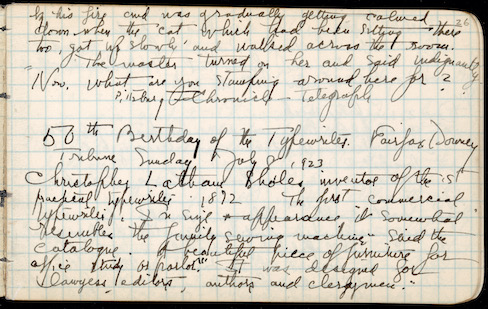 by his fire and was gradually getting calmed
down when the cat which had been sitting there
too, got up slowly and walked across the room.
"The master turned on her and said indignantly
"Now, what are you stamping around here for?
Pittsburg Chronicle-Telegraph
26
50th Birthday of the Typewriter. Fairfax Downey
Tribune Sunday July 8, 1923
Christopher Latham Sholes, inventor of the 1st
practical typewriter 1872 The first commercial
typewriter. In size & appearance it somewhat
resembles the family sewing machine. Said the
catalogue. "A beautiful piece of furniture for
office study or parlor". It was designed for
"lawyers, editors, authors and clergymen."